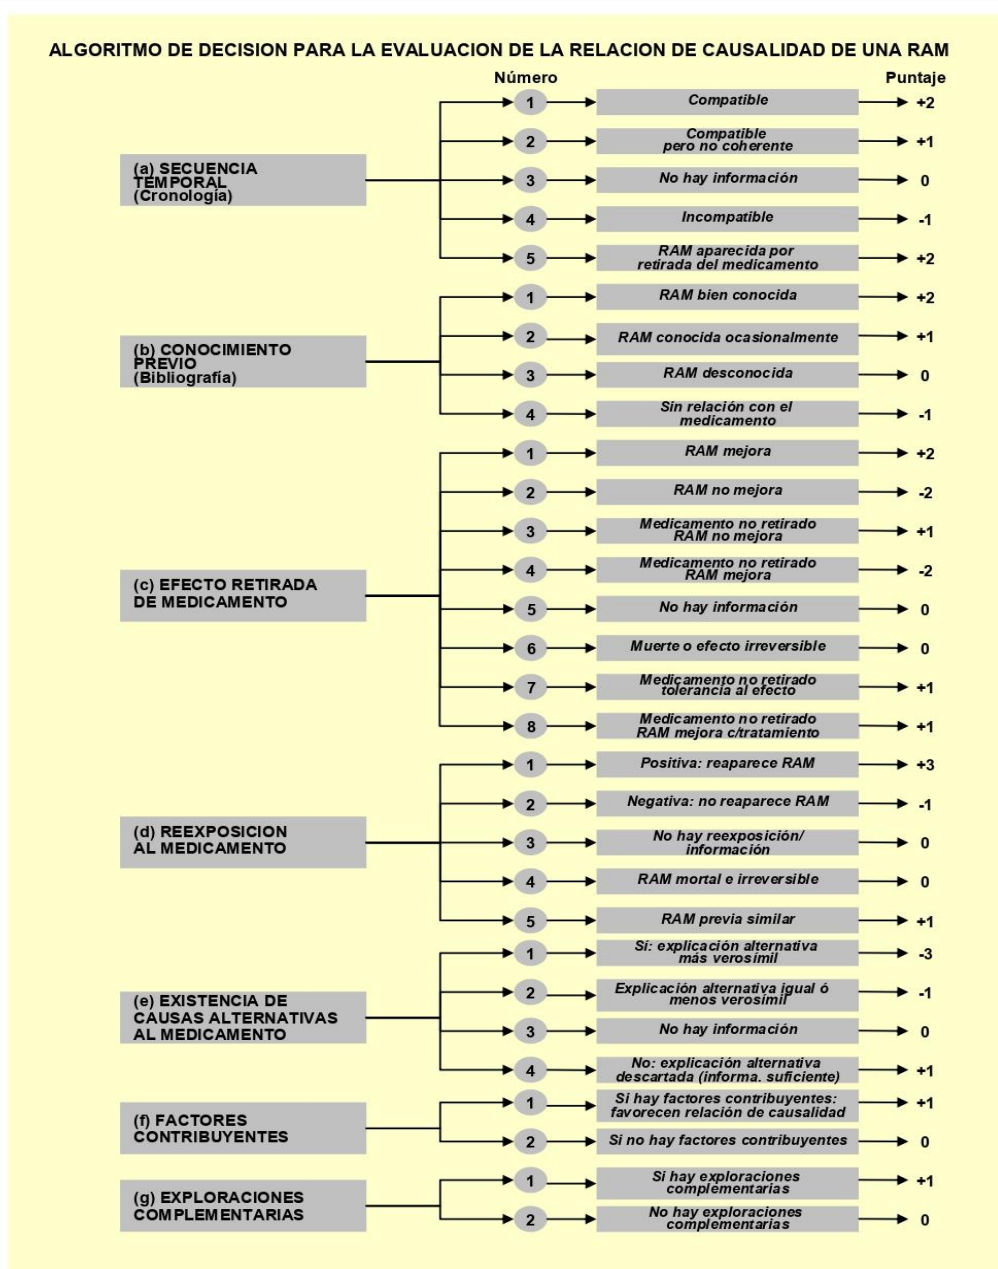 ALGORITMO DE DECISION PARA LA EVALUACION DE LA RELACION DE CAUSALIDAD DE UNA RAM
Número Puntaje
(a) SECUENCIA
TEMPORAL
(Cronología)
1 Compatible +2
2 Compatible
pero no coherente +1
3 No hay información 0
4 Incompatible -1
5 RAM aparecida por
retirada del medicamento +2
(b) CONOCIMIENTO
PREVIO
(Bibliografía)
1 RAM bien conocida +2
2 RAM conocida ocasionalmente +1
3 RAM desconocida 0
4 Sin relación con el
medicamento -1
(c) EFECTO RETIRADA
DE MEDICAMENTO
1 RAM mejora +2
2 RAM no mejora -2
3 Medicamento no retirado
RAM no mejora +1
4 Medicamento no retirado
RAM mejora -2
5 No hay información 0
6 Muerte o efecto irreversible 0
7 Medicamento no retirado
tolerancia al efecto +1
8 Medicamento no retirado
RAM mejora c/tratamiento +1
(d) REEXPOSICION
AL MEDICAMENTO
1 Positiva: reaparece RAM +3
2 Negativa: no reaparece RAM -1
3 No hay reexposición/
información 0
4 RAM mortal e irreversible 0
5 RAM previa similar +1
(e) EXISTENCIA DE
CAUSAS ALTERNATIVAS
AL MEDICAMENTO
1 Sí: explicación alternativa
más verosímil -3
2 Explicación alternativa igual ó
menos verosímil -1
3 No hay información 0
4 No: explicación alternativa
descartada (informa. suficiente) +1
(f) FACTORES
CONTRIBUYENTES
1 Si hay factores contribuyentes:
favorecen relación de causalidad +1
2 Si no hay factores contribuyentes 0
(g) EXPLORACIONES
COMPLEMENTARIAS
1 Si hay exploraciones
complementarias +1
2 No hay exploraciones
complementarias 0